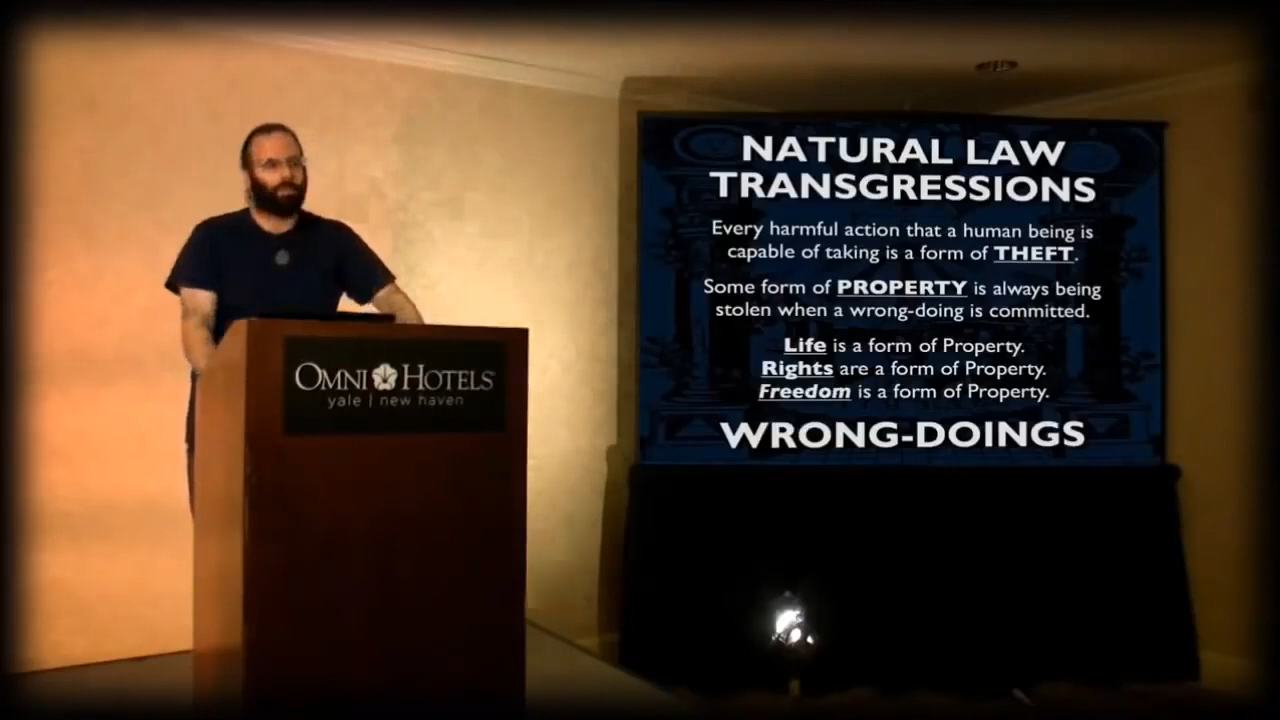 NATURAL LAW
TRANSGRESSIONS
Every harmful action that a human being is
capable of taking is a form of THEFT.
Some form of PROPERTY is always being
stolen when a wrong-doing is committed.
Life is a form of Property.
Rights are a form of Property.
Freedom is a form of Property.
WRONG-DOINGS
OMNI HOTELS
yale | new haven